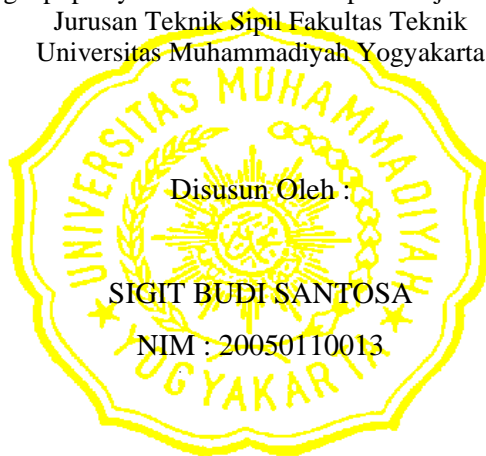 Jurusan Teknik Sipil Fakultas Teknik
Universitas Muhammadiyah Yogyakarta
UNIVERSITAS MUHAMMADIYAH
YOGYAKARTA
Disusun Oleh :
SIGIT BUDI SANTOSA
NIM : 20050110013